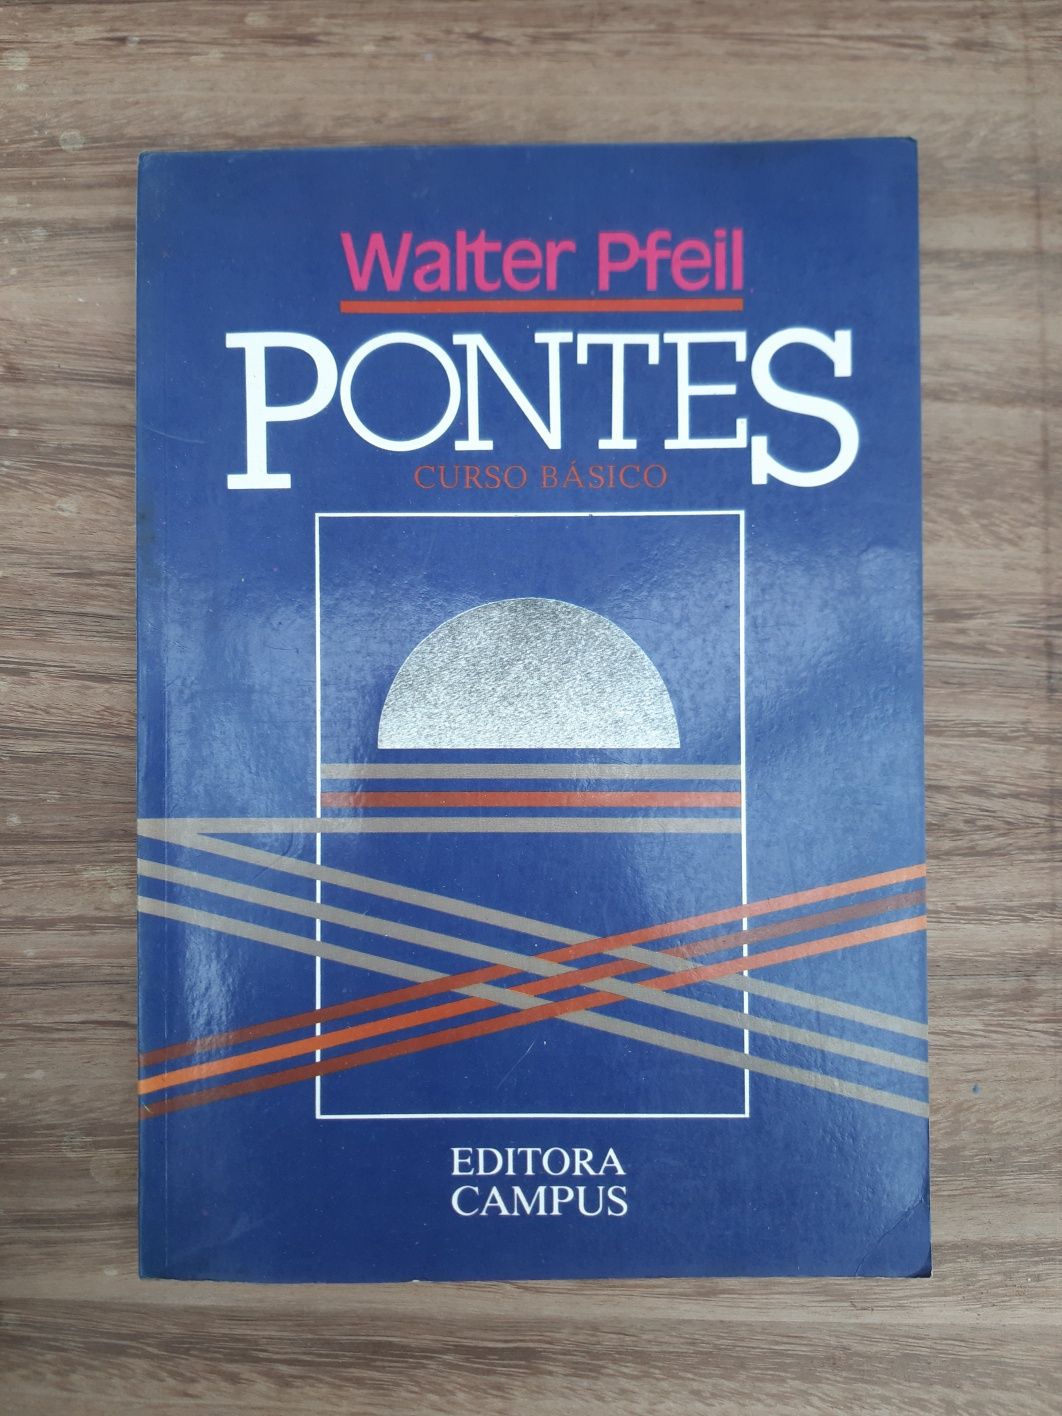 Walter Pfeil
PONTES
CURSO BÁSICO
EDITORA
CAMPUS